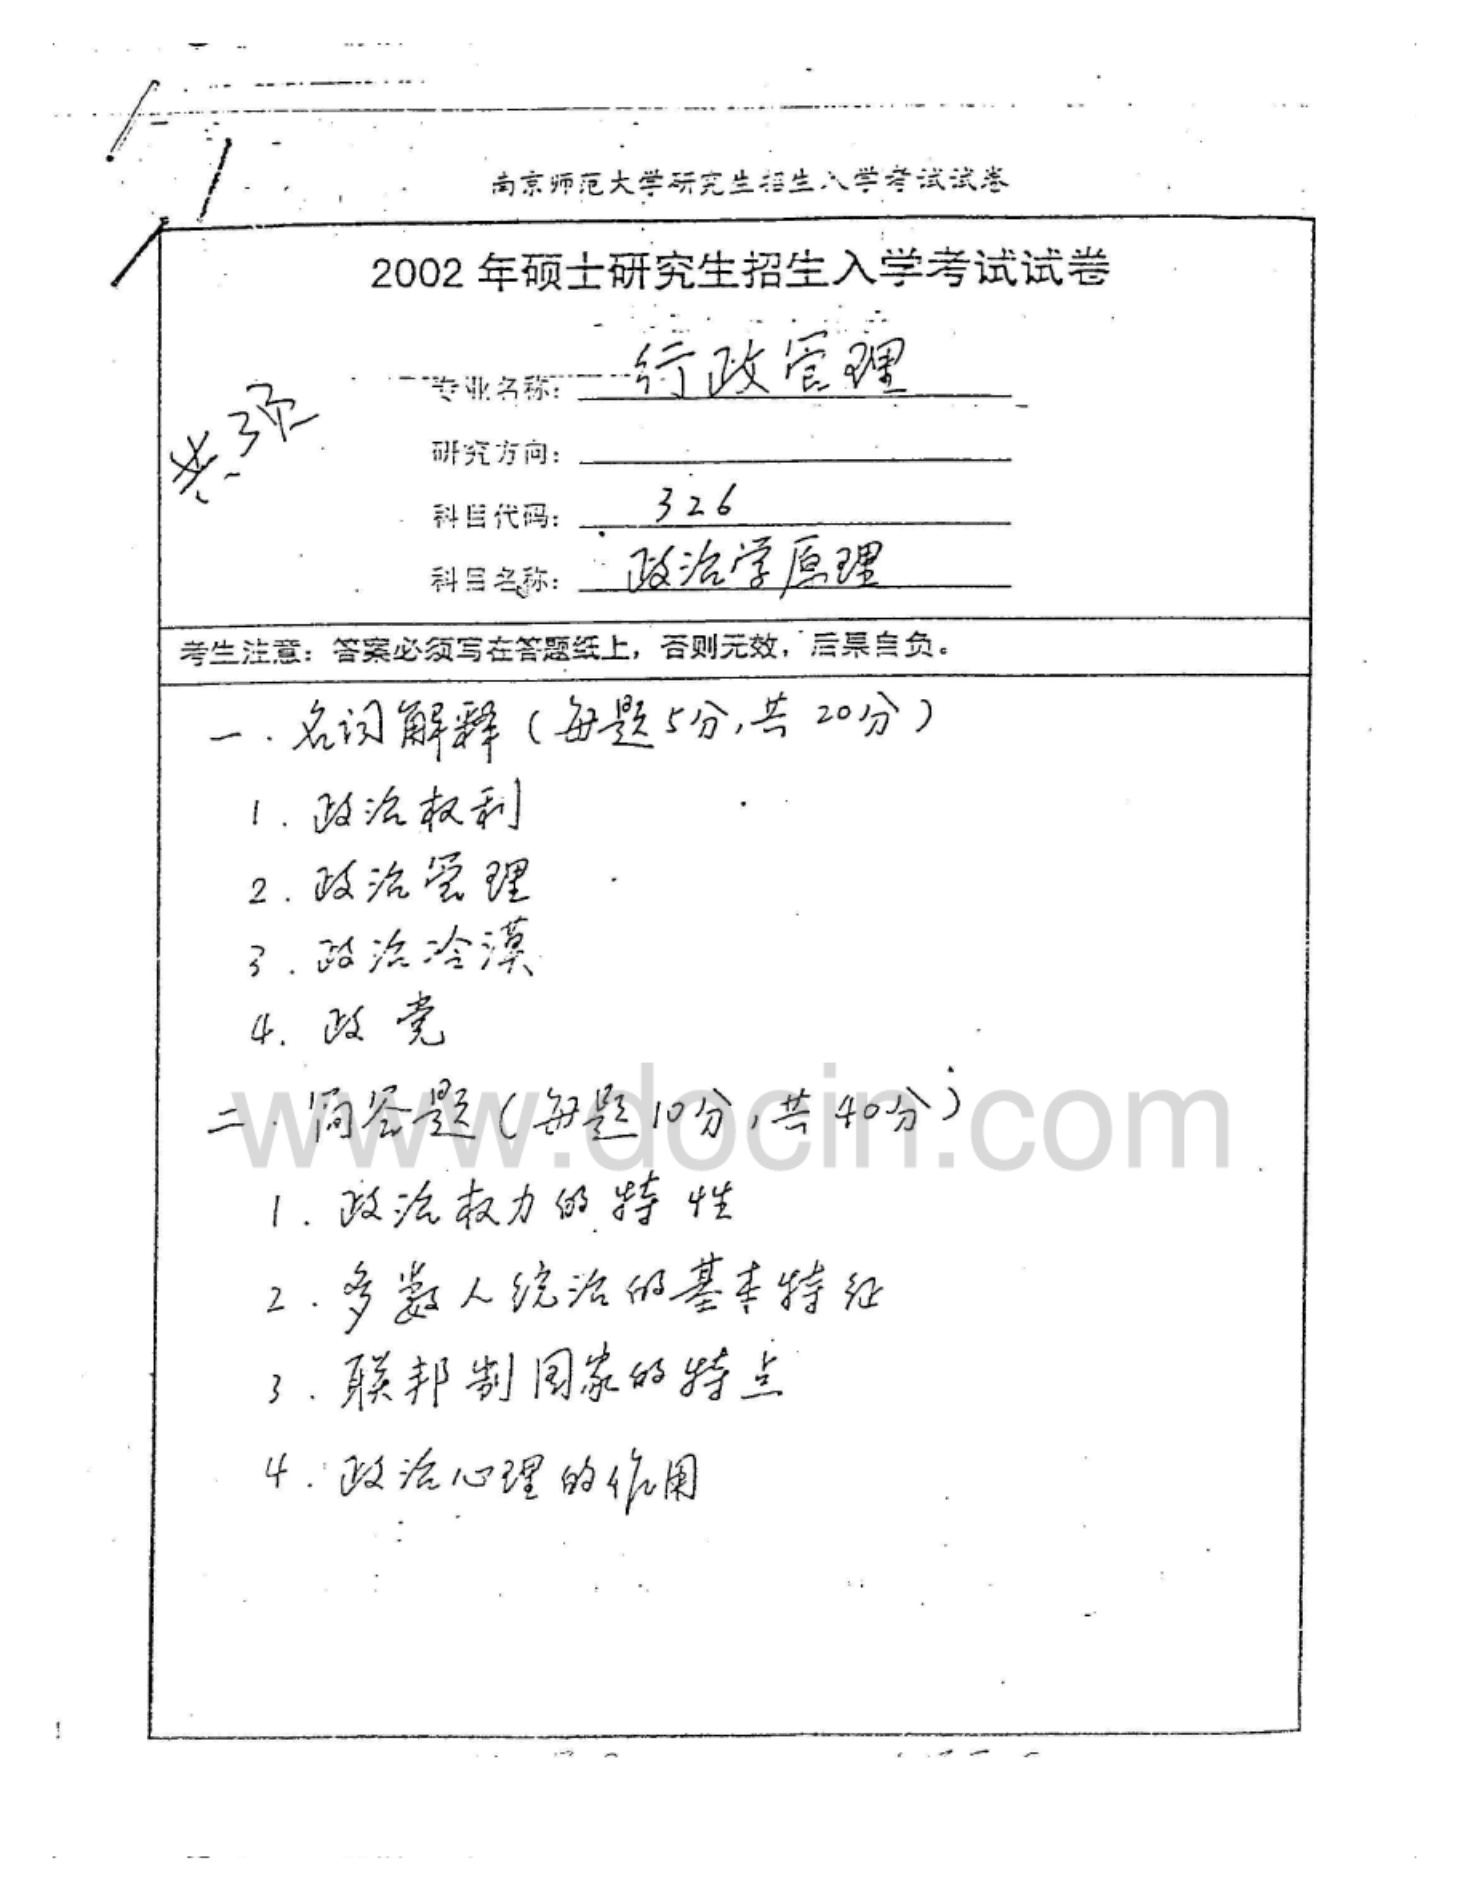 南京师范大学研究生招生入学考试试卷
2002 年硕士研究生招生入学考试试卷
共3页
专业名称: 行政管理
研究方向:
科目代码: 326
科目名称: 政治学原理
考生注意: 答案必须写在答题纸上, 否则无效, 后果自负。
一. 名词解释 (每题5分, 共20分)
1. 政治权利
2. 政治管理
3. 政治冷漠
4. 政党
二. 简答题 (每题10分, 共40分)
www.docin.com
1. 政治权力的特性
2. 多数人统治的基本特征
3. 联邦制国家的特点
4. 政治心理的作用